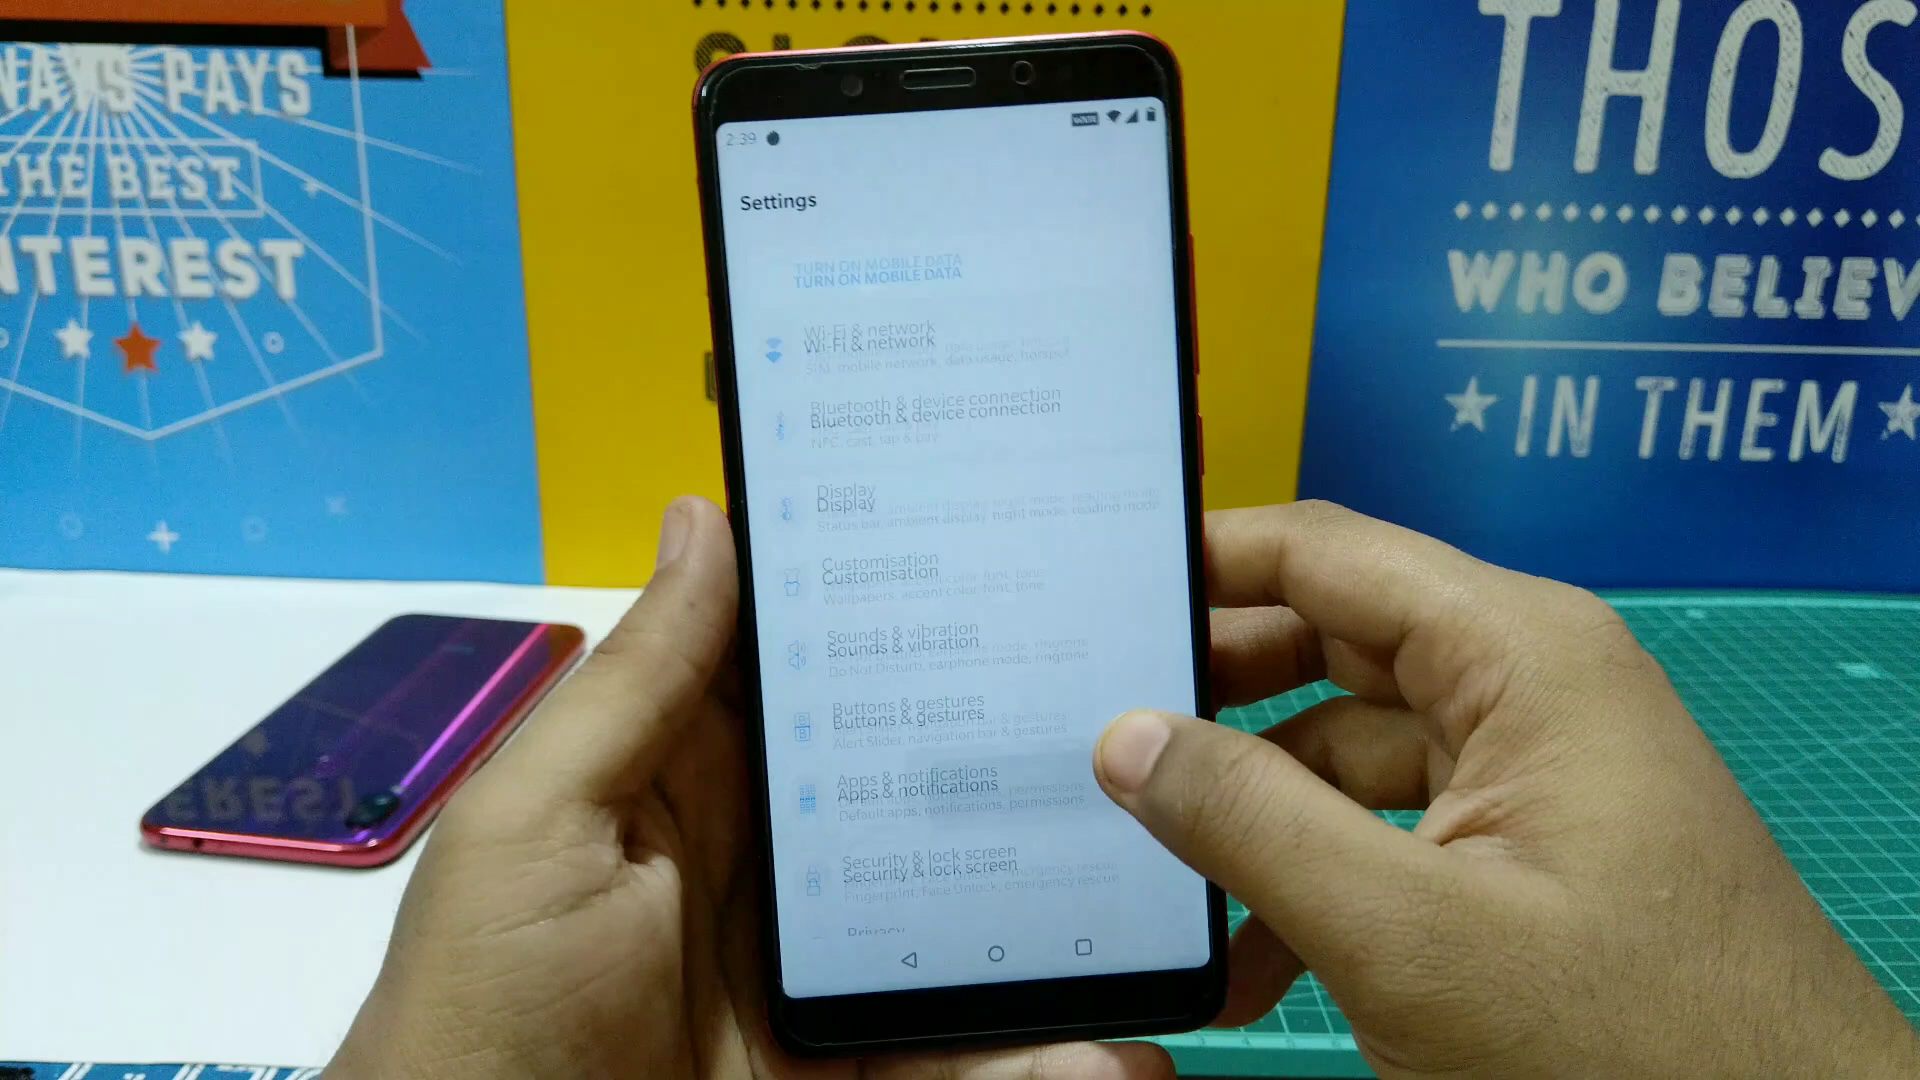 PAYS
THE BEST
NTEREST
THOS
WHO BELIEV
IN THEM
2:39
Settings
TURN ON MOBILE DATA
Wi-Fi & network
SIM, mobile network, data usage, hotspot
Bluetooth & device connection
NFC, cast, tap & pay
Display
Status bar, ambient display, night mode, reading mode
Customisation
Wallpapers, accent color, font, tone
Sounds & vibration
Do Not Disturb, earphone mode, ringtone
Buttons & gestures
Alert Slider, navigation bar & gestures
Apps & notifications
Default apps, notifications, permissions
Security & lock screen
Fingerprint, Face Unlock, emergency rescue
Privacy